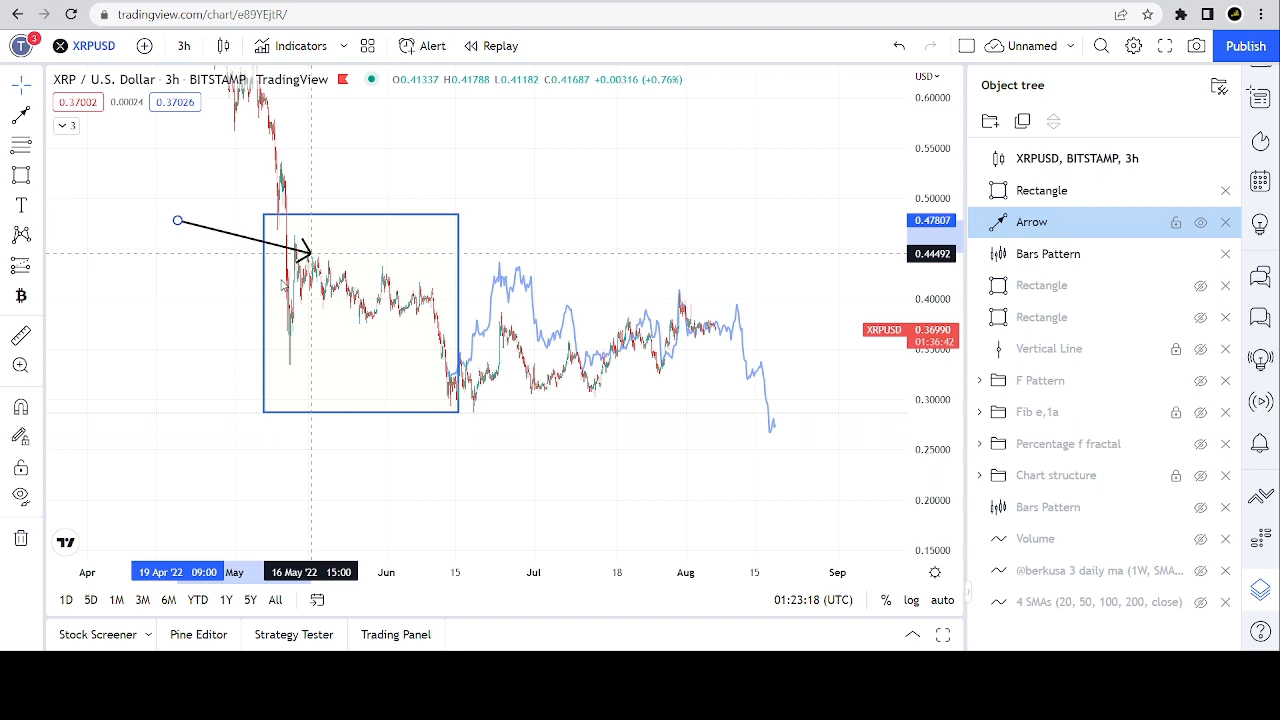 tradingview.com/chart/e89YEjtR/
T 3 XRPUSD 3h Indicators Alert Replay Unnamed Publish
XRP / U.S. Dollar · 3h · BITSTAMP TradingView O0.41337 H0.41788 L0.41182 C0.41687 +0.00316 (+0.76%)
0.37002 0.00024 0.37026
3
USD
0.60000
0.55000
0.50000
0.47807
0.44492
0.40000
XRPUSD 0.36990
01:36:42
0.35000
0.30000
0.25000
0.20000
0.15000
Apr 19 Apr '22 09:00 May 16 May '22 15:00 Jun 15 Jul 18 Aug 15 Sep
1D 5D 1M 3M 6M YTD 1Y 5Y All 01:23:18 (UTC) % log auto
Stock Screener Pine Editor Strategy Tester Trading Panel
Object tree
XRPUSD, BITSTAMP, 3h
Rectangle
Arrow
Bars Pattern
Rectangle
Rectangle
Vertical Line
F Pattern
Fib e,1a
Percentage f fractal
Chart structure
Bars Pattern
Volume
@berkusa 3 daily ma (1W, SMA...
4 SMAs (20, 50, 100, 200, close)